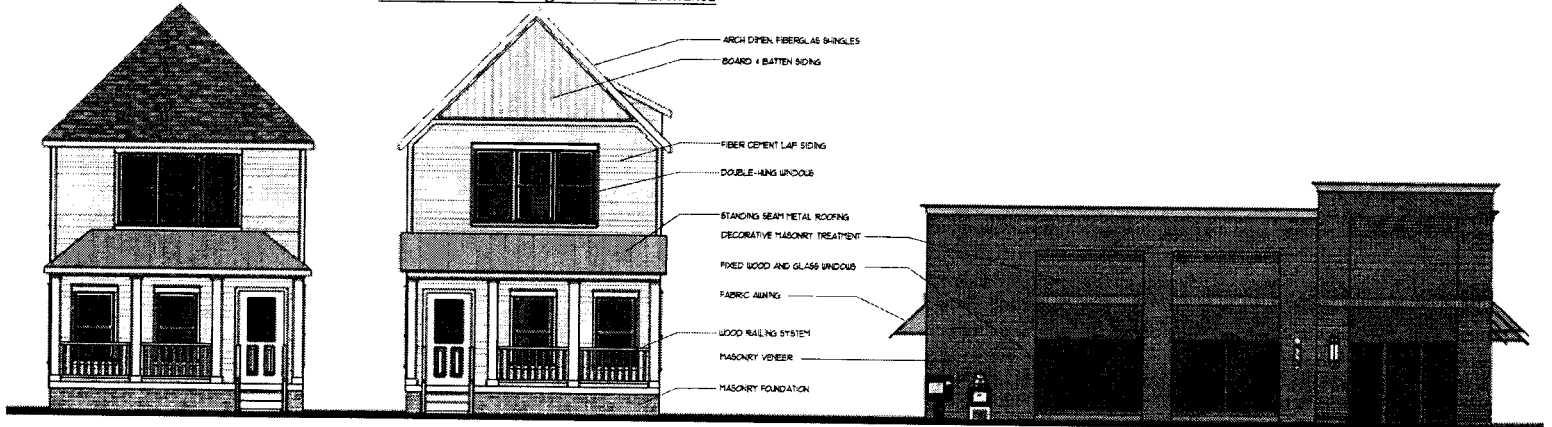 ARCH DIMEN. FIBERGLAS SHINGLES
BOARD & BATTEN SIDING
FIBER CEMENT LAP SIDING
DOUBLE-HUNG WINDOWS
STANDING SEAM METAL ROOFING
DECORATIVE MASONRY TREATMENT
FIXED WOOD AND GLASS WINDOWS
FABRIC AWNING
WOOD RAILING SYSTEM
MASONRY VENEER
MASONRY FOUNDATION